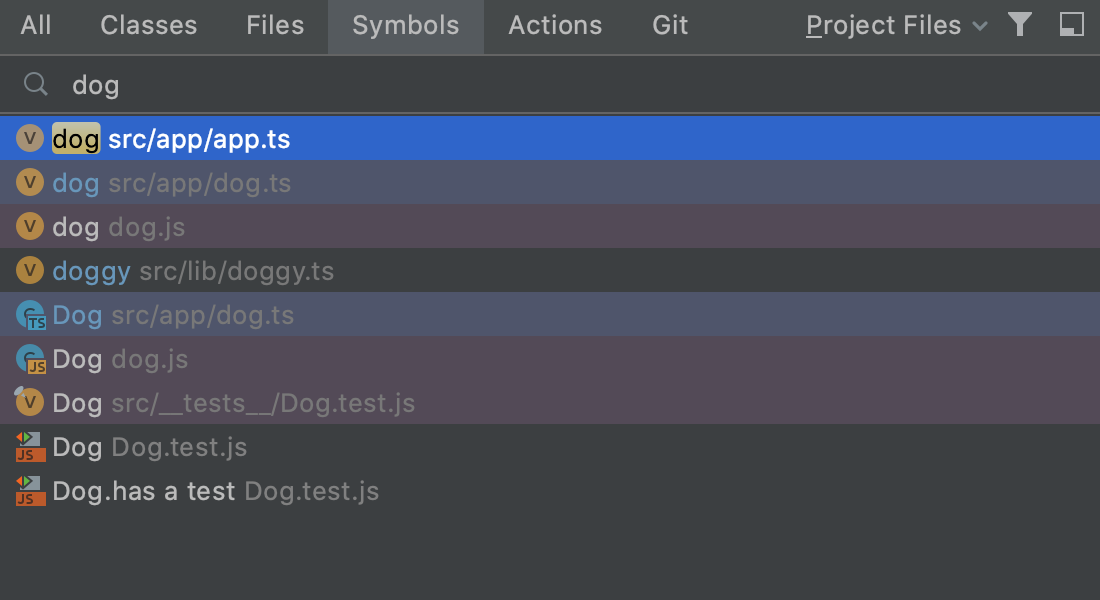 All Classes Files Symbols Actions Git Project Files
dog
V dog src/app/app.ts
V dog src/app/dog.ts
V dog dog.js
V doggy src/lib/doggy.ts
C TS Dog src/app/dog.ts
C JS Dog dog.js
V Dog src/__tests__/Dog.test.js
JS Dog Dog.test.js
JS Dog.has a test Dog.test.js